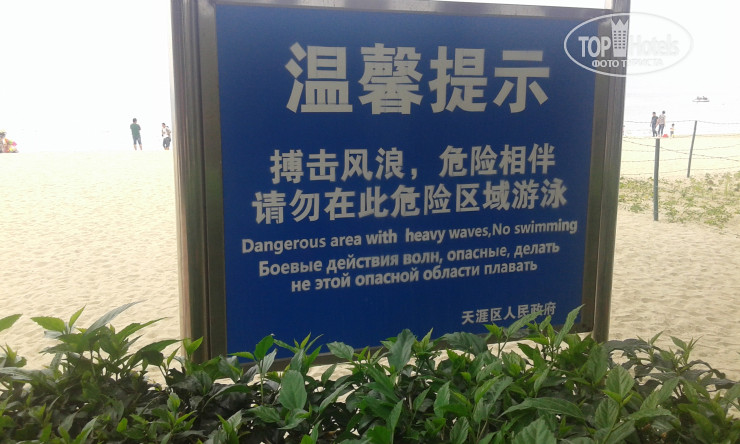 TOPHotels
ФОТО ТУРИСТА
温馨提示
搏击风浪，危险相伴
请勿在此危险区域游泳
Dangerous area with heavy waves,No swimming
Боевые действия волн, опасные, делать
не этой опасной области плавать
天涯区人民政府